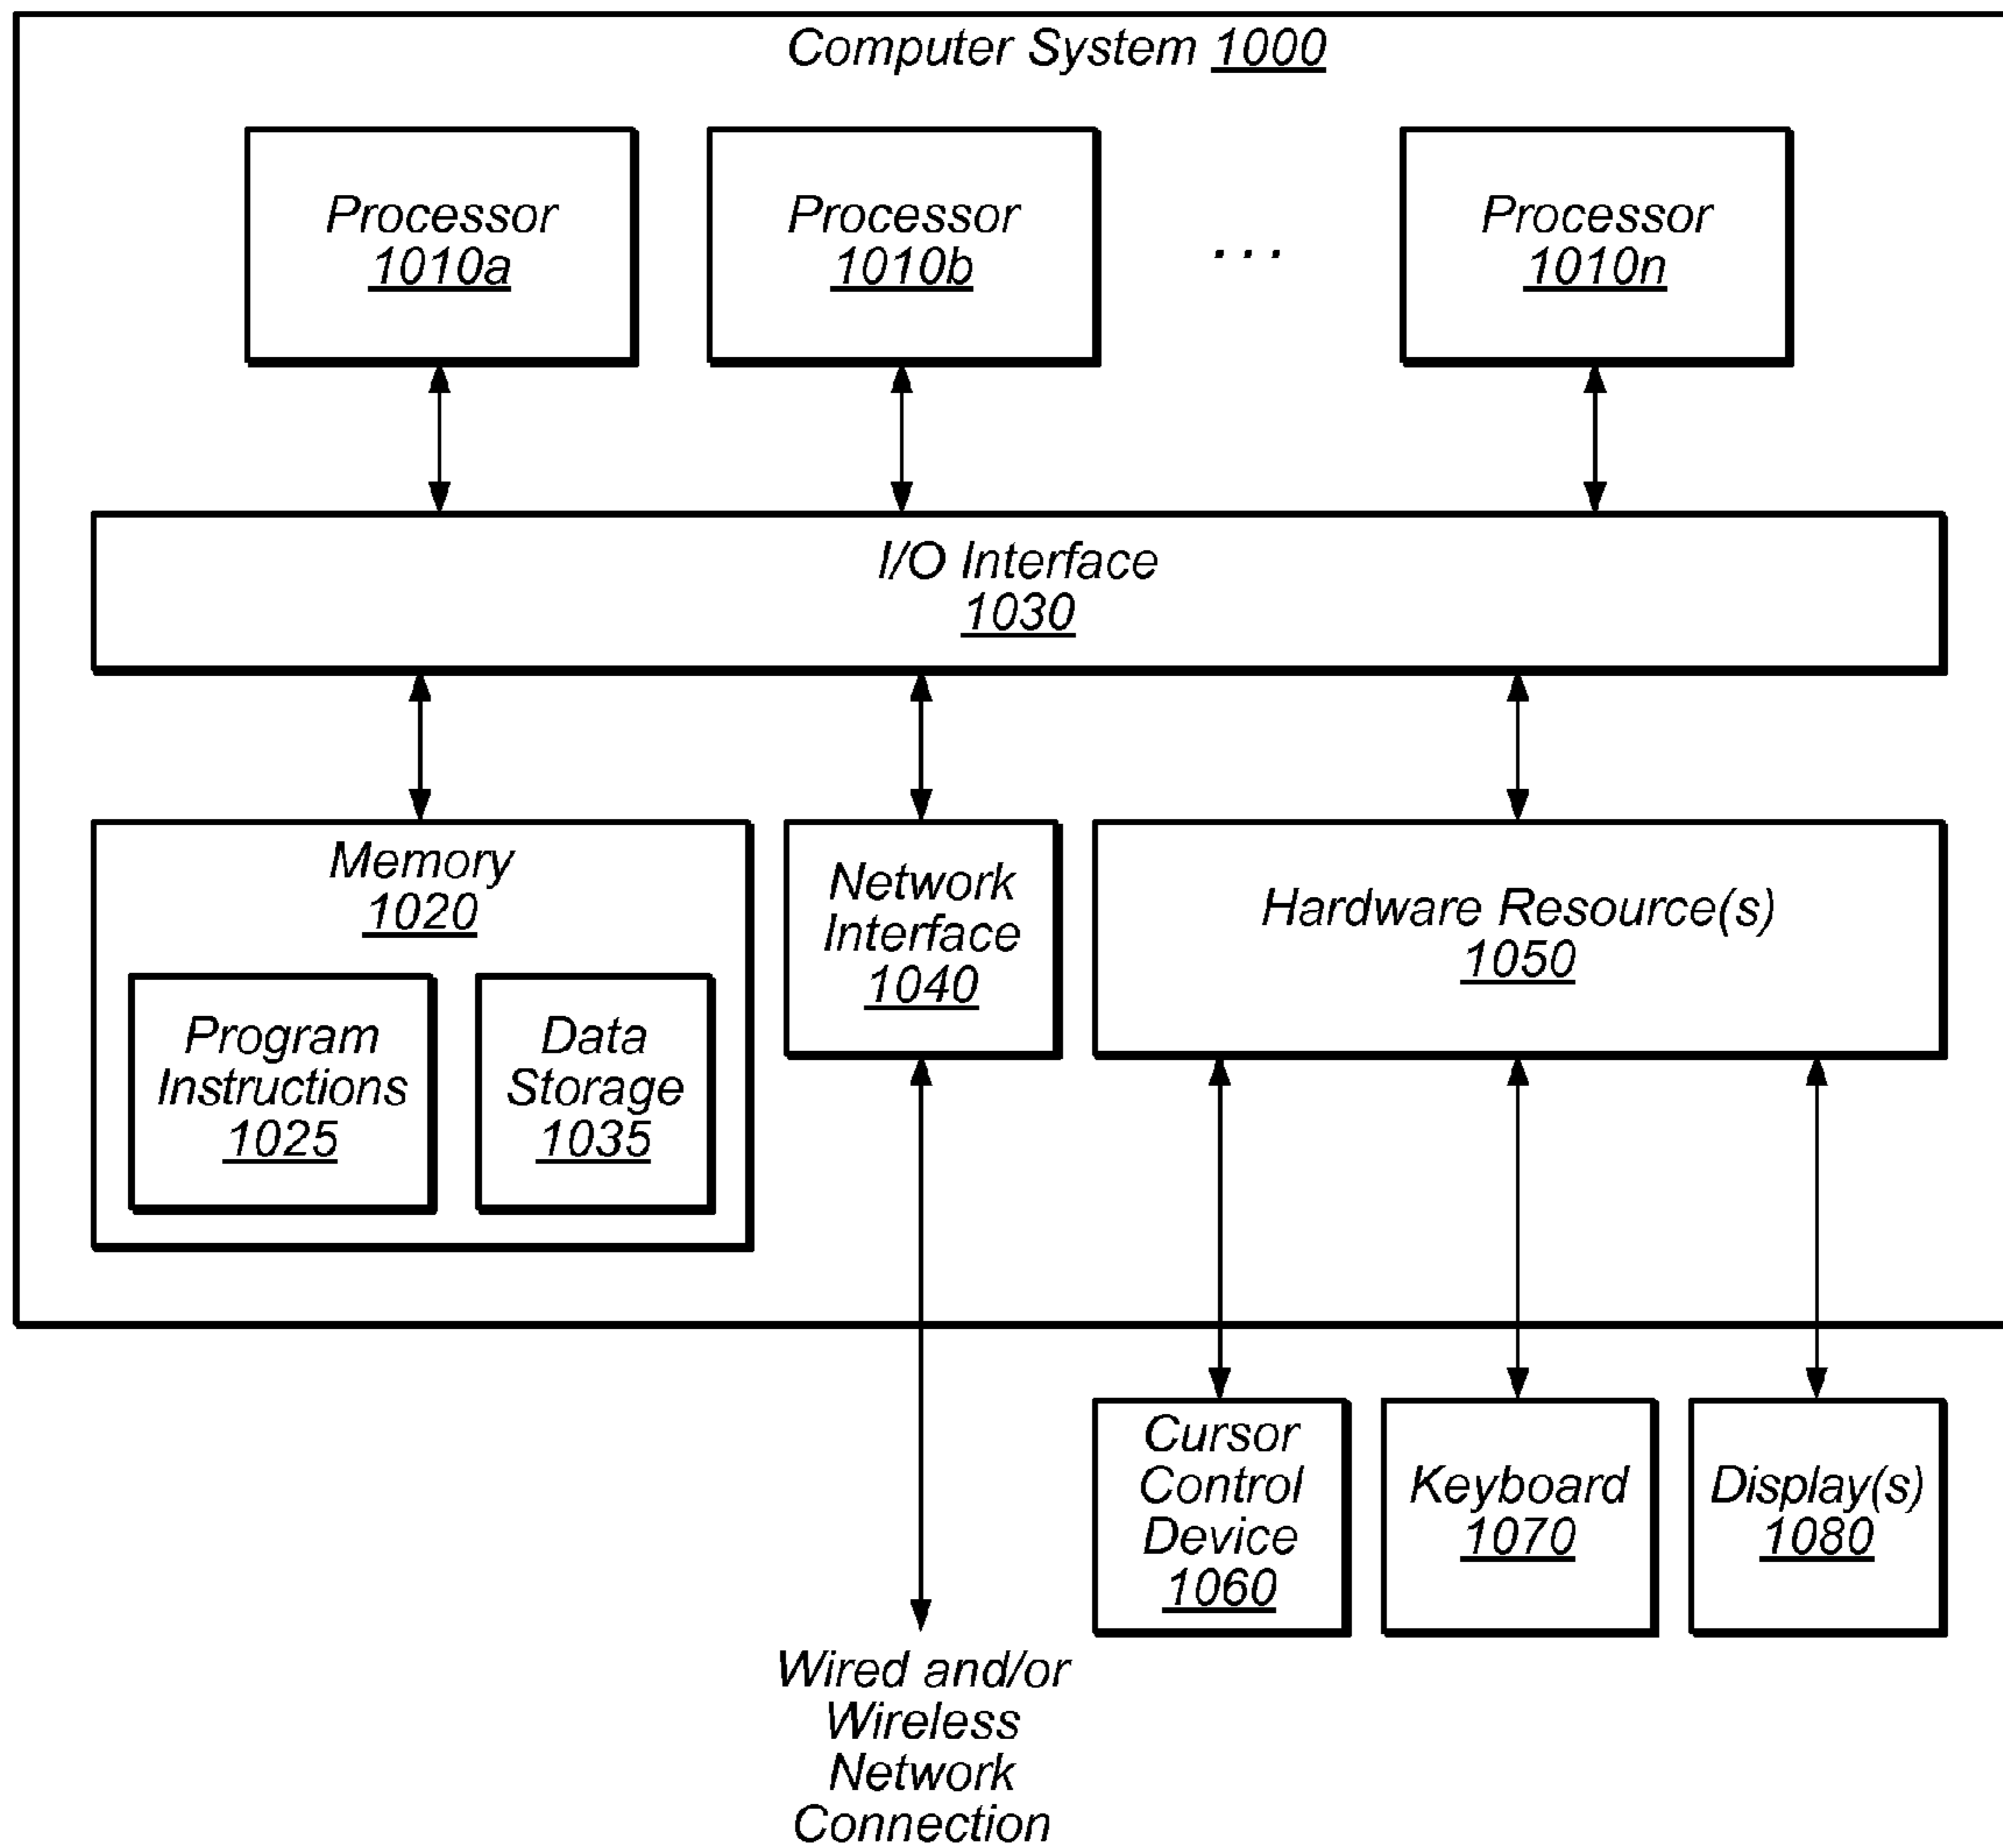 Computer System 1000
Processor
1010a
Processor
1010b
. . .
Processor
1010n
I/O Interface
1030
Memory
1020
Program
Instructions
1025
Data
Storage
1035
Network
Interface
1040
Hardware Resource(s)
1050
Cursor
Control
Device
1060
Keyboard
1070
Display(s)
1080
Wired and/or
Wireless
Network
Connection